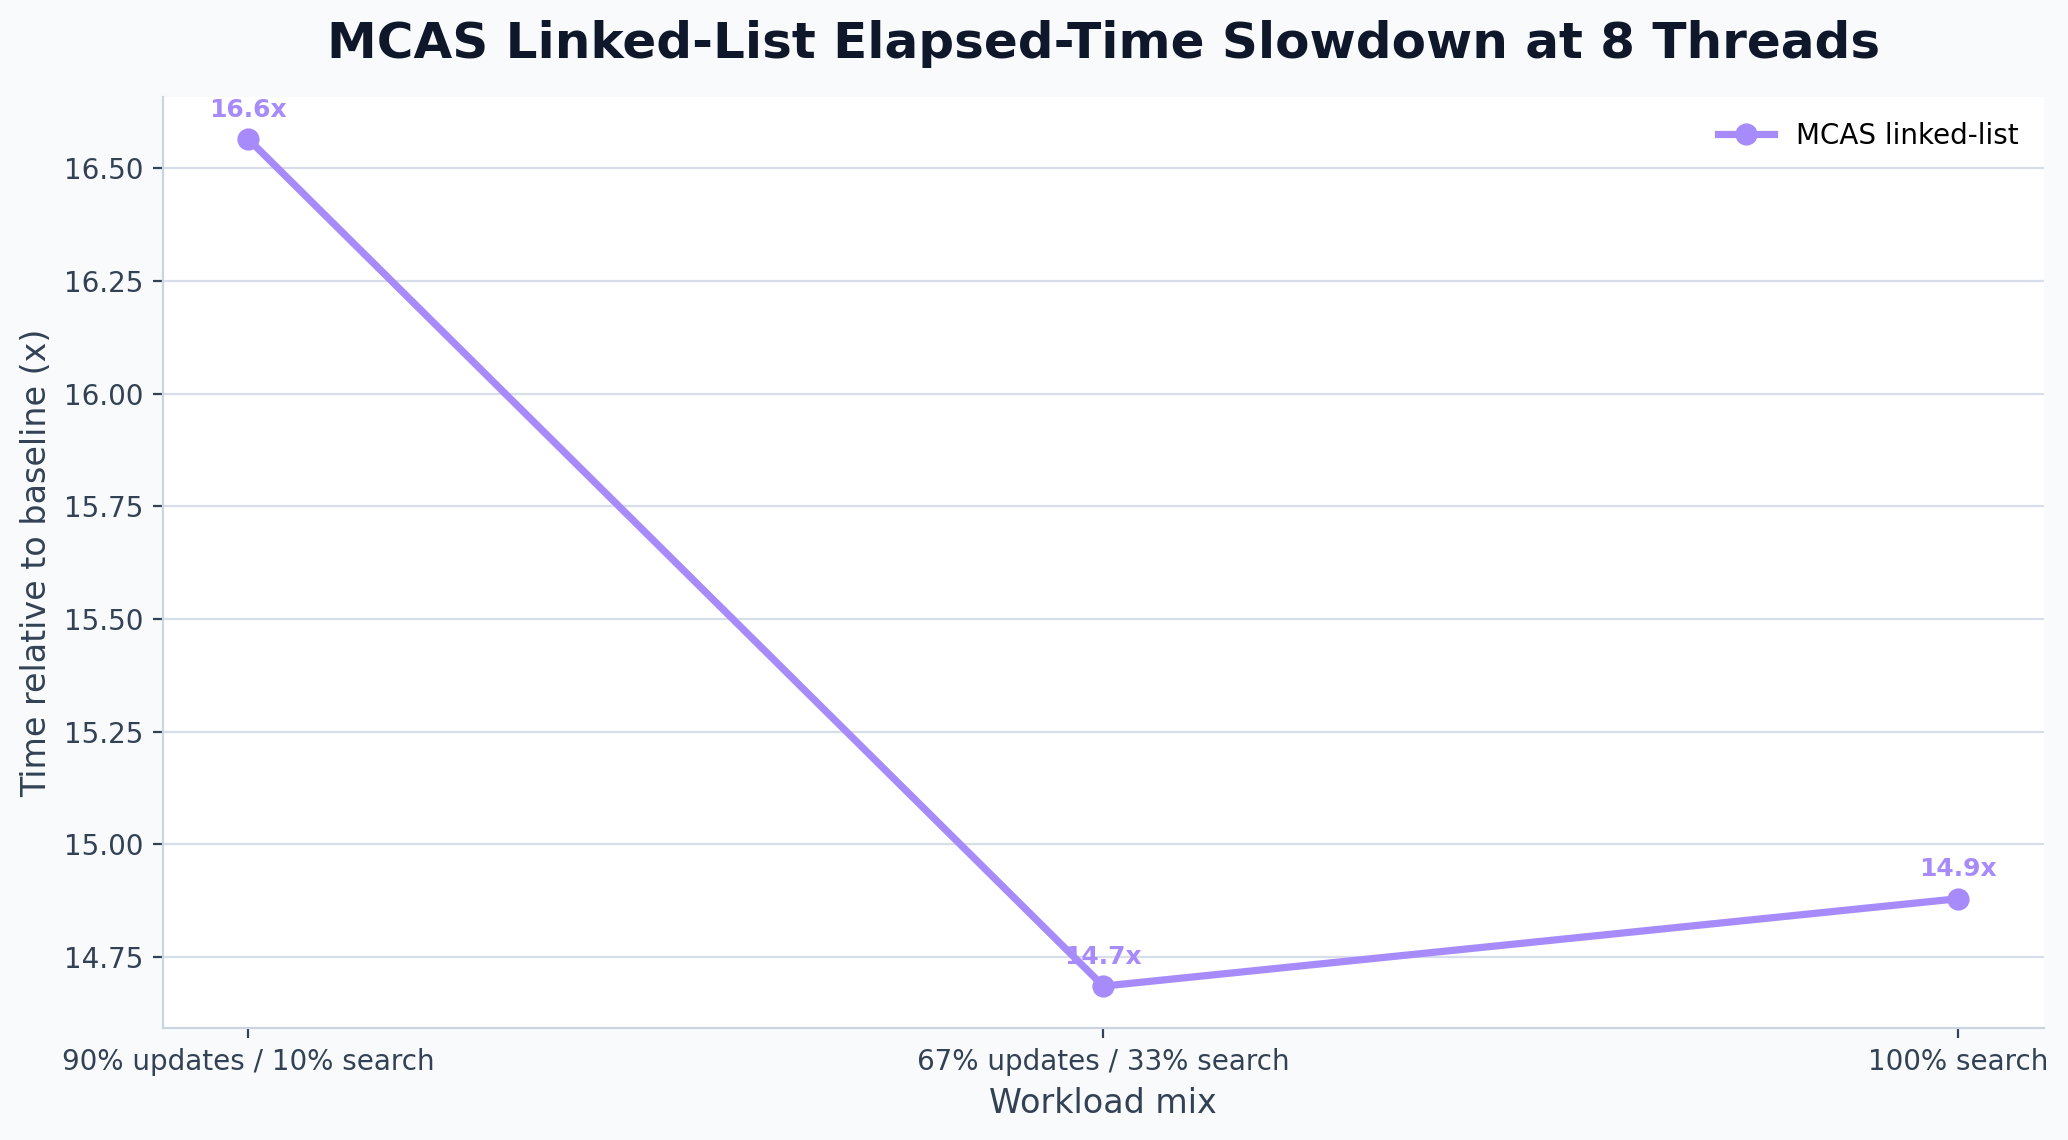 MCAS Linked-List Elapsed-Time Slowdown at 8 Threads
16.6x
MCAS linked-list
16.50
16.25
16.00
15.75
15.50
15.25
15.00
14.9x
14.75
14.7x
Time relative to baseline (x)
90% updates / 10% search
67% updates / 33% search
100% search
Workload mix